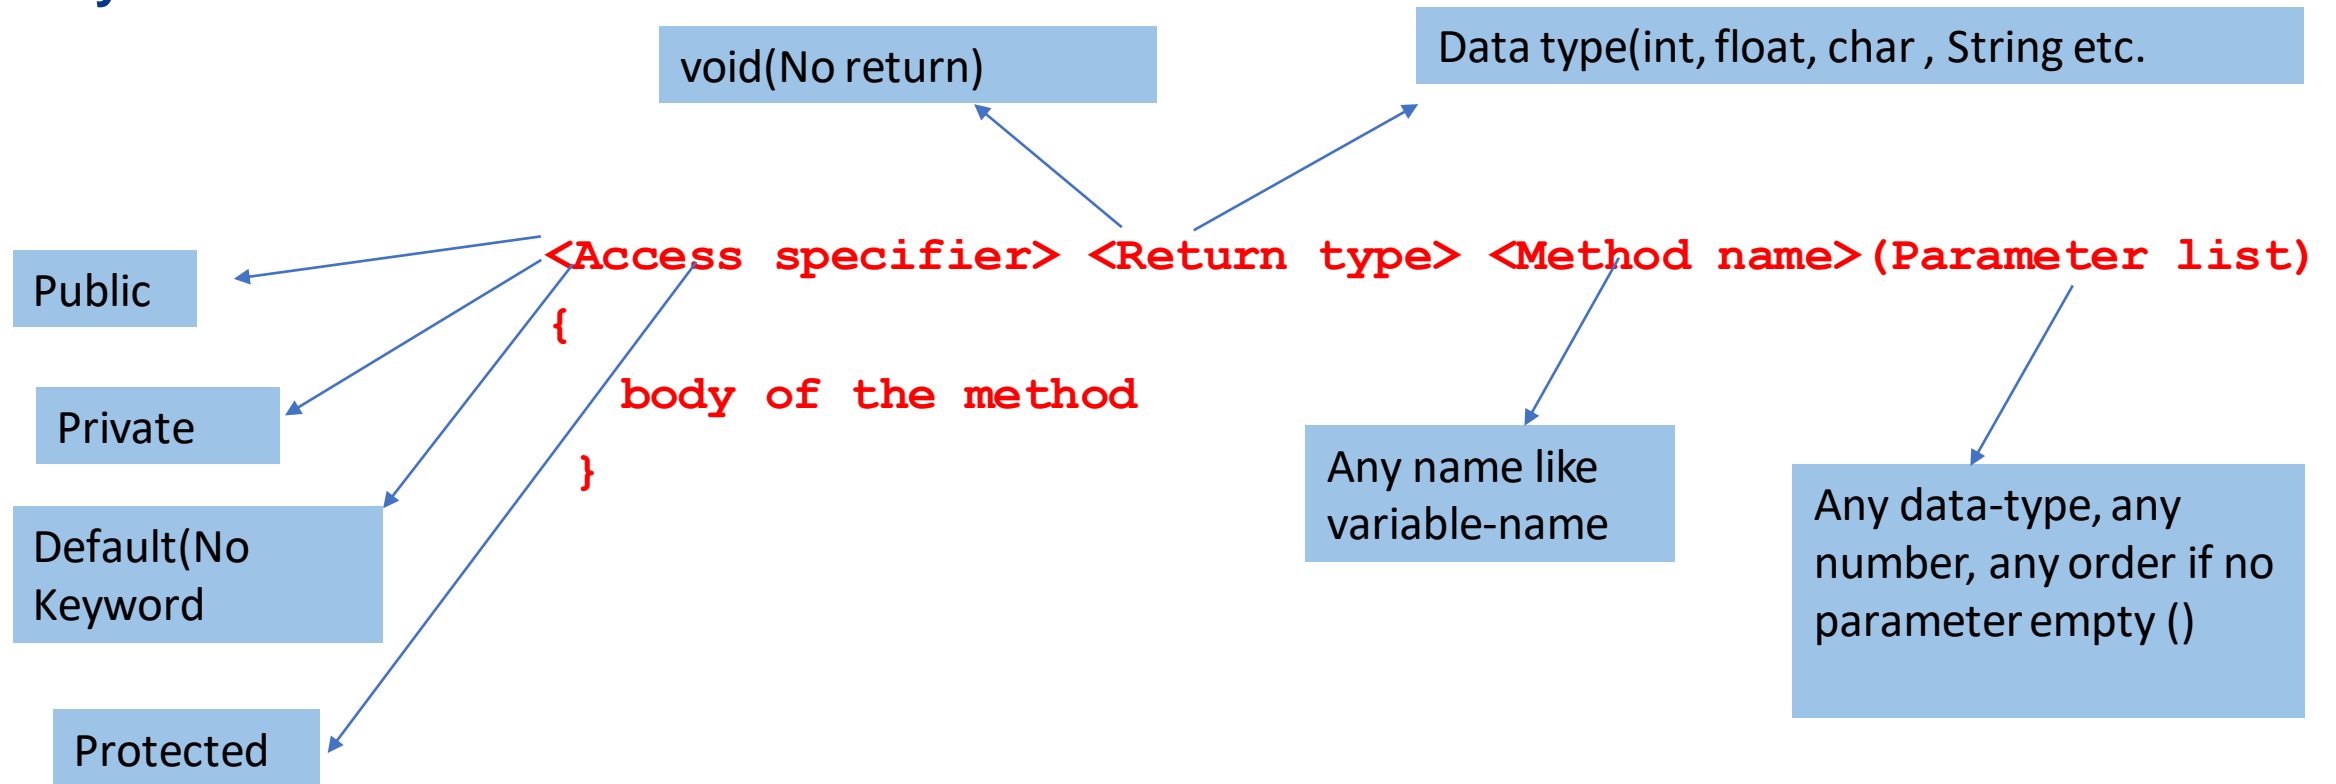 void(No return)
Data type(int, float, char , String etc.
<Access specifier> <Return type> <Method name>(Parameter list)
{
body of the method
}
Public
Private
Default(No
Keyword
Protected
Any name like
variable-name
Any data-type, any
number, any order if no
parameter empty ()